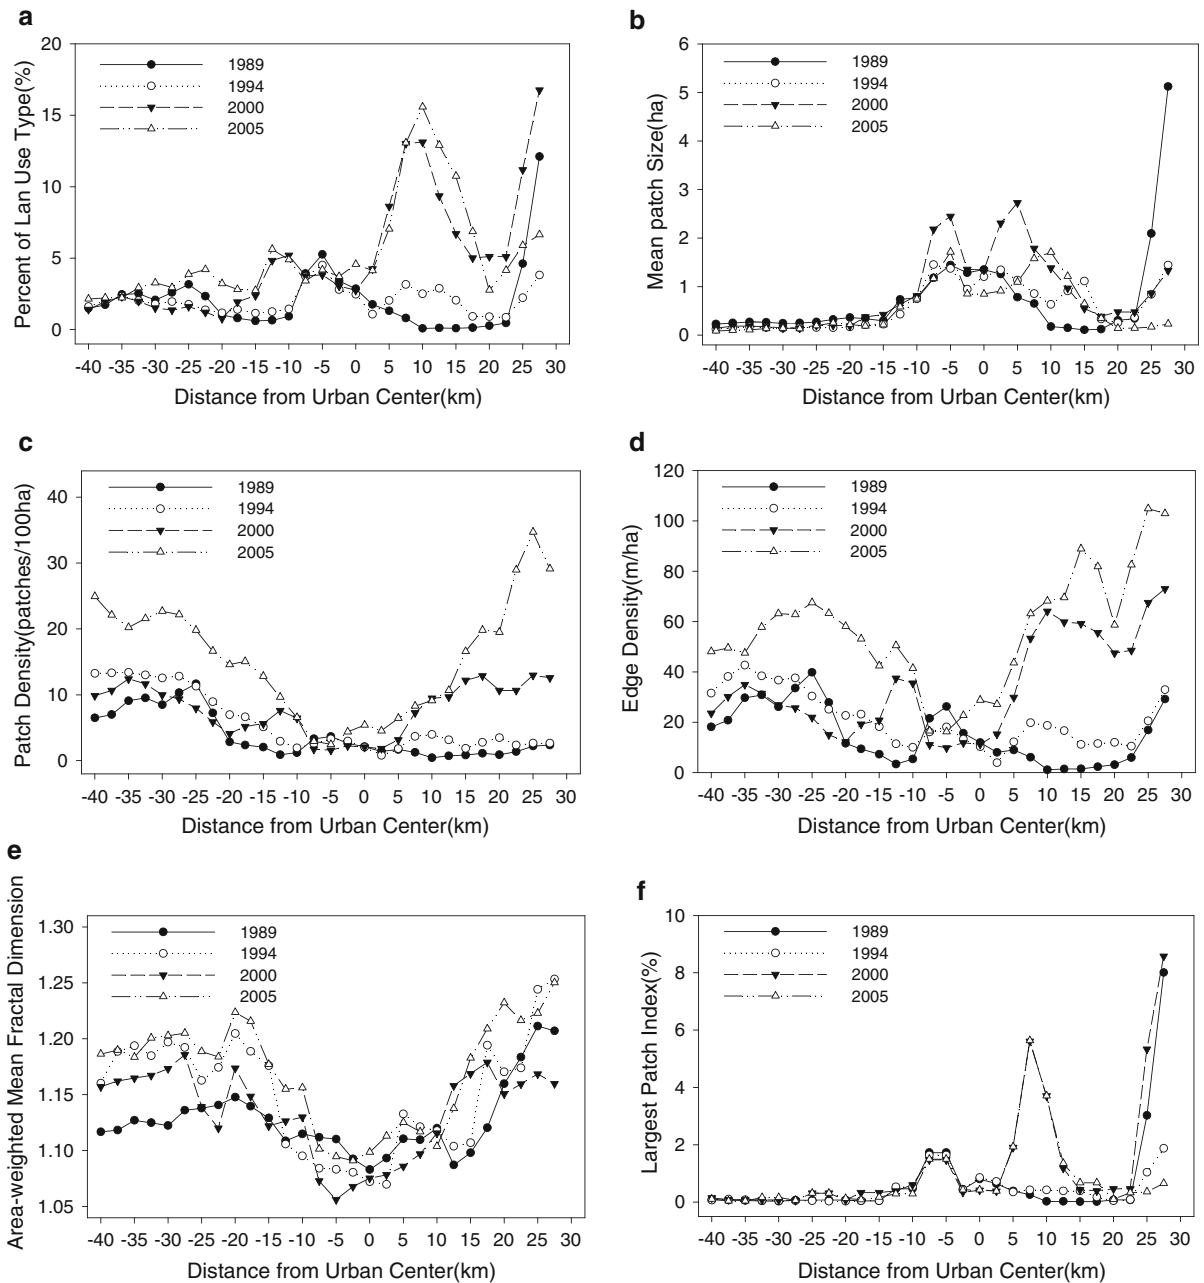 a
Percent of Lan Use Type(%)
20
15
10
5
0
1989
1994
2000
2005
-40 -35 -30 -25 -20 -15 -10 -5 0 5 10 15 20 25 30
Distance from Urban Center(km)
b
Mean patch Size(ha)
6
5
4
3
2
1
0
1989
1994
2000
2005
-40 -35 -30 -25 -20 -15 -10 -5 0 5 10 15 20 25 30
Distance from Urban Center(km)
c
Patch Density(patches/100ha)
40
30
20
10
0
1989
1994
2000
2005
-40 -35 -30 -25 -20 -15 -10 -5 0 5 10 15 20 25 30
Distance from Urban Center(km)
d
Edge Density(m/ha)
120
100
80
60
40
20
0
1989
1994
2000
2005
-40 -35 -30 -25 -20 -15 -10 -5 0 5 10 15 20 25 30
Distance from Urban Center(km)
e
Area-weighted Mean Fractal Dimension
1.30
1.25
1.20
1.15
1.10
1.05
1989
1994
2000
2005
-40 -35 -30 -25 -20 -15 -10 -5 0 5 10 15 20 25 30
Distance from Urban Center(km)
f
Largest Patch Index(%)
10
8
6
4
2
0
1989
1994
2000
2005
-40 -35 -30 -25 -20 -15 -10 -5 0 5 10 15 20 25 30
Distance from Urban Center(km)